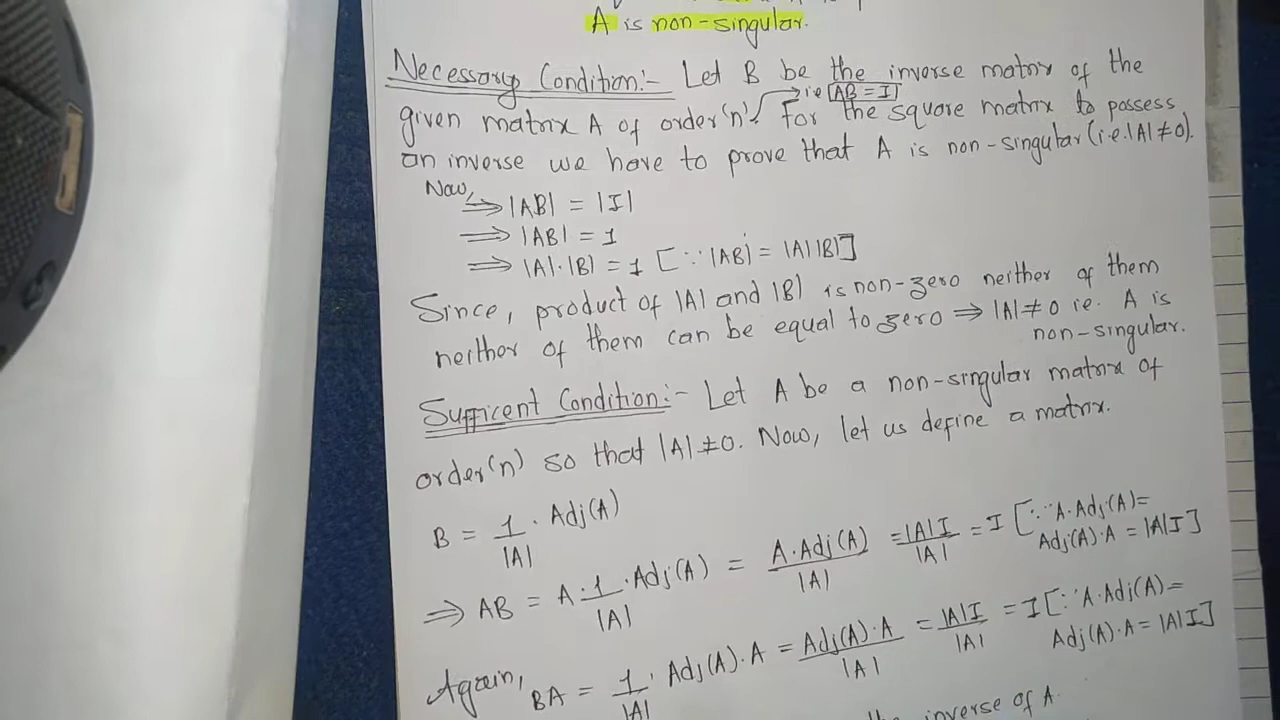 A is non-singular.
Necessary Condition:- Let B be the inverse matrix of the
→ i.e [AB = I]
given matrix A of order 'n'. For the square matrix to possess
an inverse we have to prove that A is non-singular (i.e. |A| ≠ 0).
Now,
⟹ |AB| = |I|
⟹ |AB| = 1
⟹ |A|·|B| = 1 [∵ |AB| = |A||B|]
Since, product of |A| and |B| is non-zero neither of them
neither of them can be equal to zero ⟹ |A| ≠ 0 ie. A is
non-singular.
Sufficent Condition:- Let A be a non-singular matrix of
order 'n' so that |A| ≠ 0. Now, let us define a matrix.
B = 1/|A| · Adj(A)
⟹ AB = A · 1/|A| · Adj(A) = A·Adj(A)/|A| = |A|I/|A| = I [∵ A·Adj(A) =
Adj(A)·A = |A|I]
Again, BA = 1/|A| · Adj(A)·A = Adj(A)·A/|A| = |A|I/|A| = I [∵ A·Adj(A) =
Adj(A)·A = |A|I]
the inverse of A.